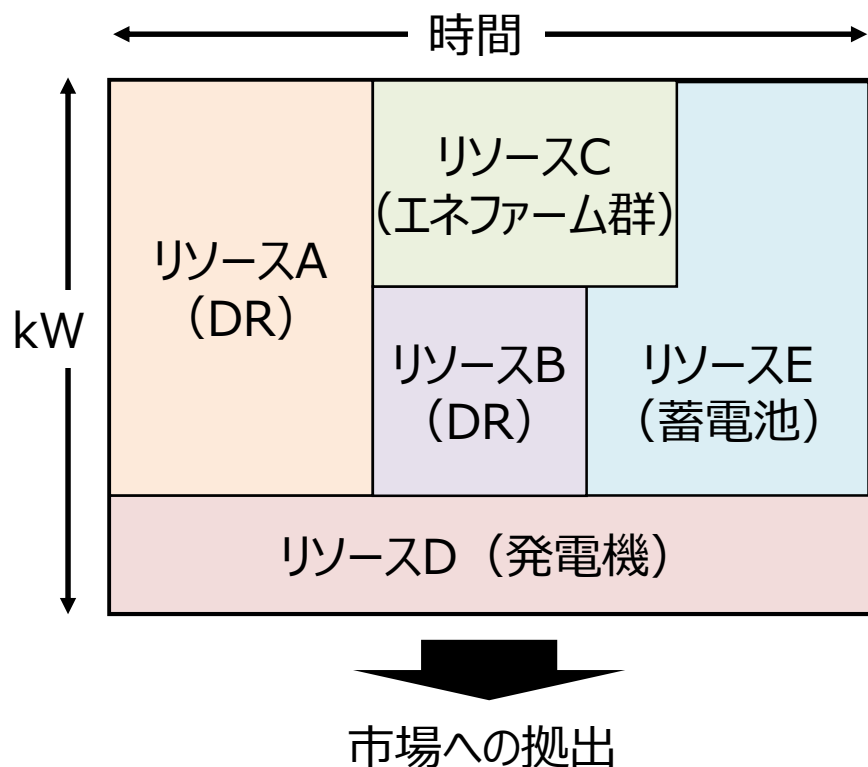 時間
kW
リソースA
（DR）
リソースC
（エネファーム群）
リソースB
（DR）
リソースE
（蓄電池）
リソースD（発電機）
市場への拠出